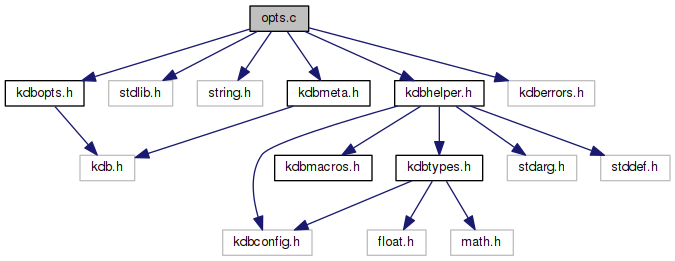 opts.c
kdbopts.h
stdlib.h
string.h
kdbmeta.h
kdbhelper.h
kdberrors.h
kdb.h
kdbmacros.h
kdbtypes.h
stdarg.h
stddef.h
kdbconfig.h
float.h
math.h